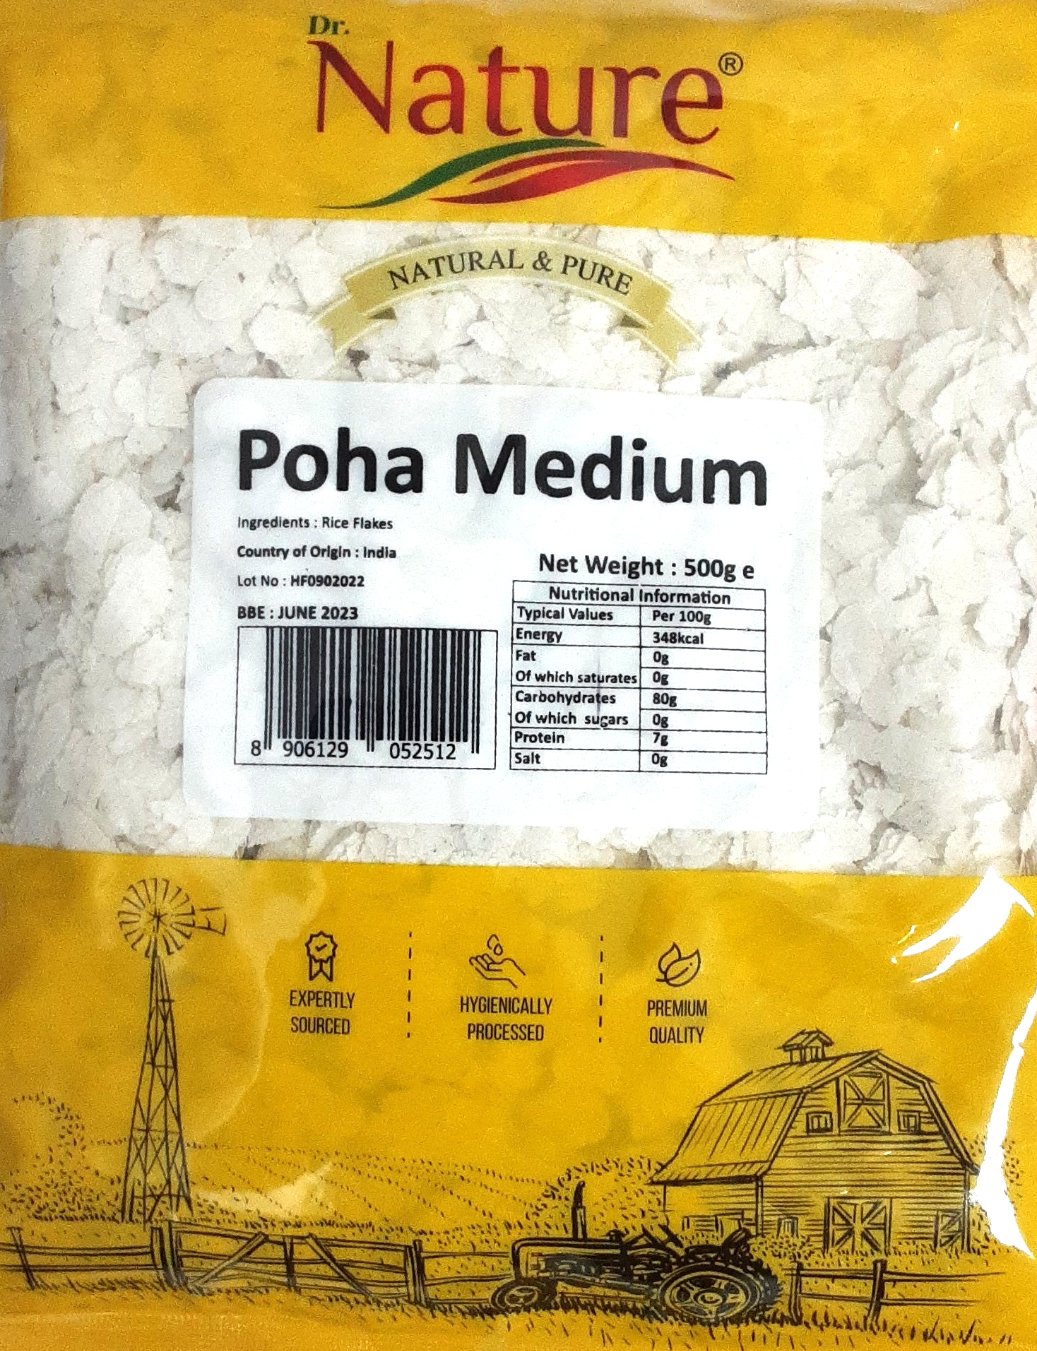 Dr.
Nature®
NATURAL & PURE
Poha Medium
Ingredients : Rice Flakes
Country of Origin : India
Lot No : HF0902022
BBE : JUNE 2023
8 906129 052512
Net Weight : 500g e
Nutritional Information
Typical Values Per 100g
Energy 348kcal
Fat 0g
Of which saturates 0g
Carbohydrates 80g
Of which sugars 0g
Protein 7g
Salt 0g
EXPERTLY
SOURCED
HYGIENICALLY
PROCESSED
PREMIUM
QUALITY